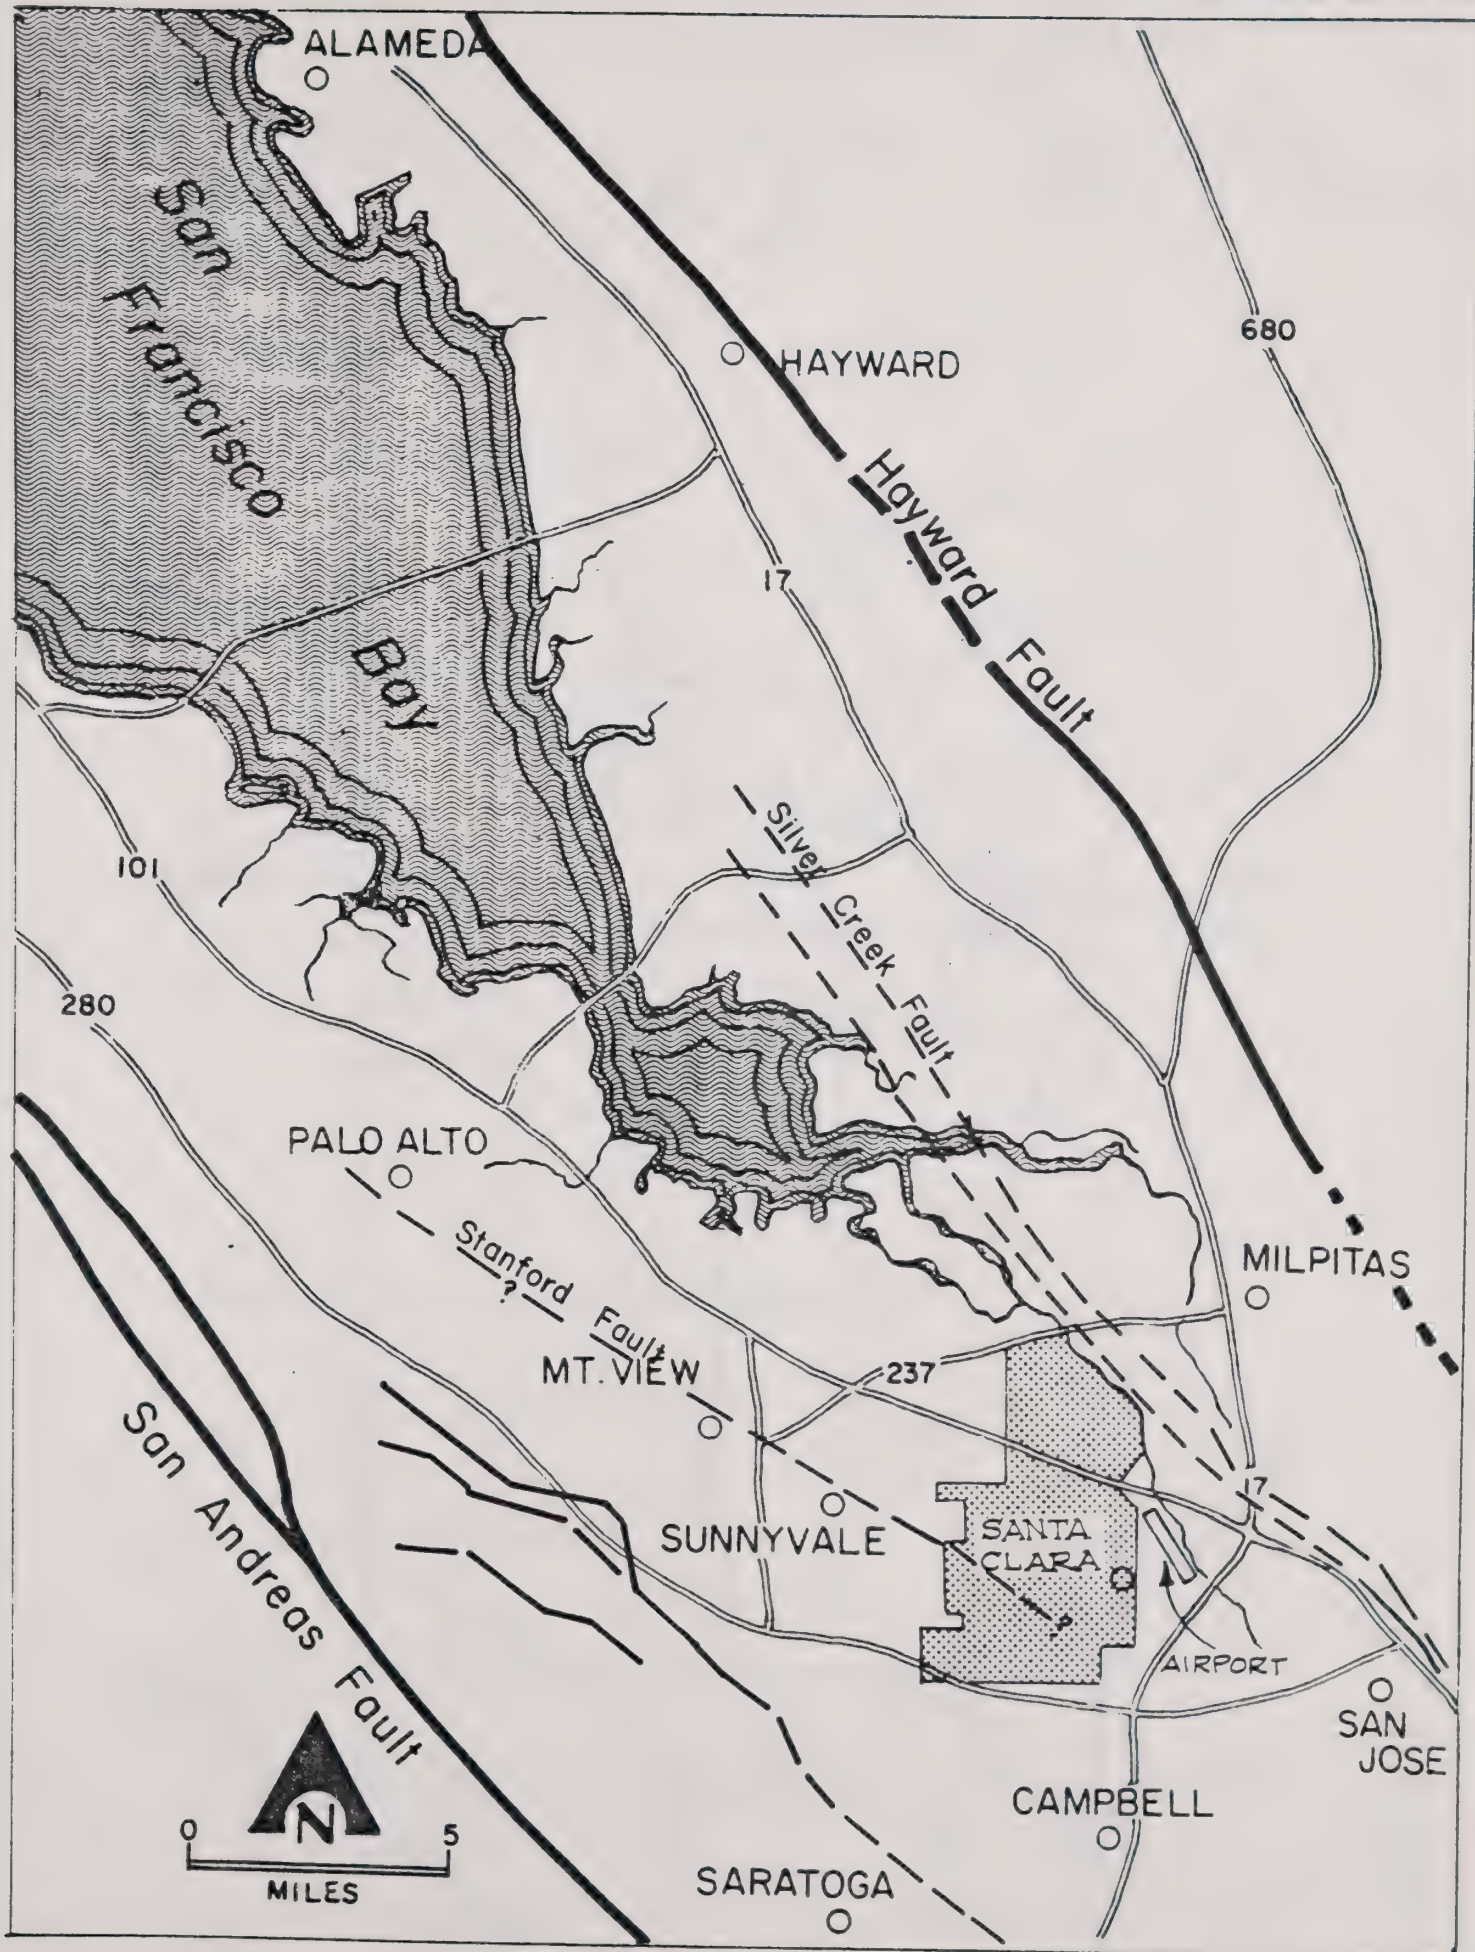 ALAMEDA
San
Francisco
Bay
HAYWARD
680
Hayward Fault
17
Silver Creek Fault
101
280
PALO ALTO
Stanford Fault
?
MT. VIEW
237
MILPITAS
San Andreas Fault
SUNNYVALE
SANTA
CLARA
?
17
AIRPORT
SAN
JOSE
CAMPBELL
SARATOGA
N
0 5
MILES